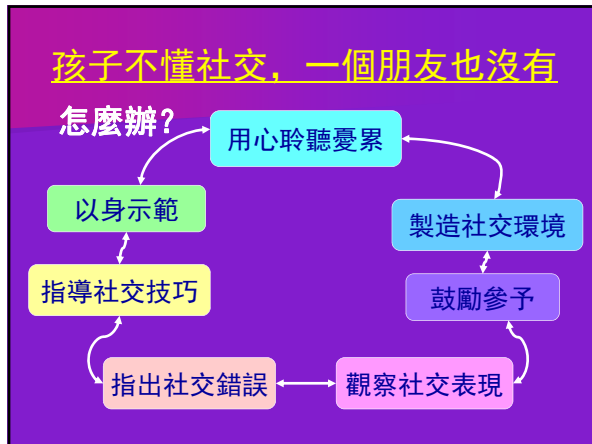 孩子不懂社交，一個朋友也沒有
怎麼辦?
用心聆聽憂累
以身示範
製造社交環境
指導社交技巧
鼓勵參予
指出社交錯誤
觀察社交表現